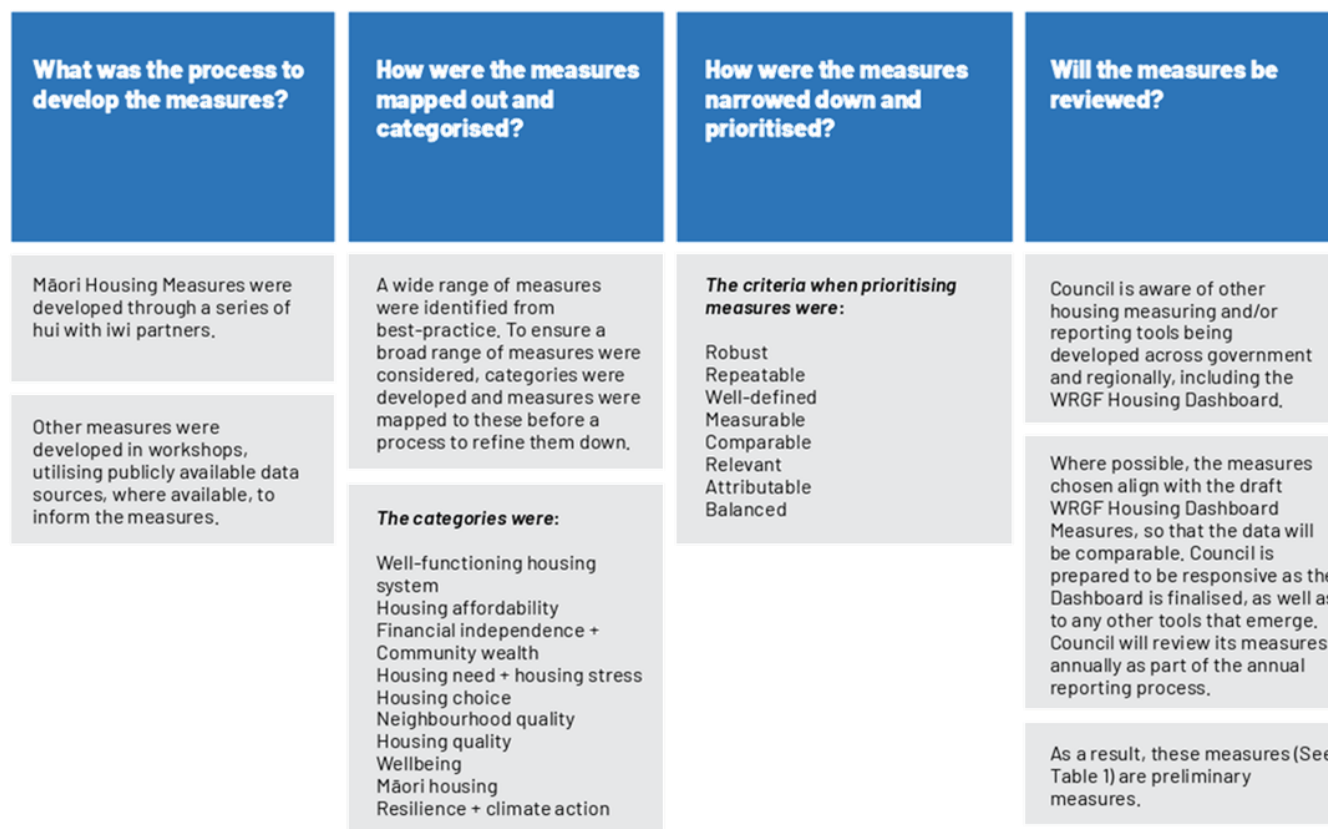 What was the process to
develop the measures?
Māori Housing Measures were
developed through a series of
hui with iwi partners.
Other measures were
developed in workshops,
utilising publicly available data
sources, where available, to
inform the measures.
How were the measures
mapped out and
categorised?
A wide range of measures
were identified from
best-practice. To ensure a
broad range of measures were
considered, categories were
developed and measures were
mapped to these before a
process to refine them down.
The categories were:
Well-functioning housing
system
Housing affordability
Financial independence +
Community wealth
Housing need + housing stress
Housing choice
Neighbourhood quality
Housing quality
Wellbeing
Māori housing
Resilience + climate action
How were the measures
narrowed down and
prioritised?
The criteria when prioritising
measures were:
Robust
Repeatable
Well-defined
Measurable
Comparable
Relevant
Attributable
Balanced
Will the measures be
reviewed?
Council is aware of other
housing measuring and/or
reporting tools being
developed across government
and regionally, including the
WRGF Housing Dashboard.
Where possible, the measures
chosen align with the draft
WRGF Housing Dashboard
Measures, so that the data will
be comparable. Council is
prepared to be responsive as the
Dashboard is finalised, as well as
to any other tools that emerge.
Council will review its measures
annually as part of the annual
reporting process.
As a result, these measures (See
Table 1) are preliminary
measures.